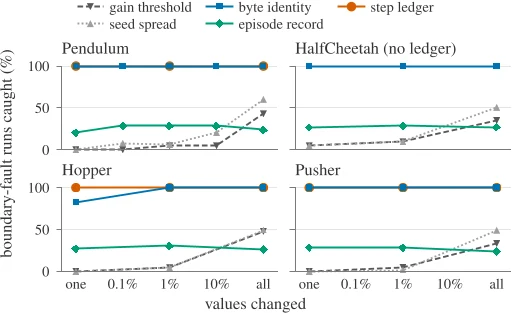 gain threshold byte identity step ledger
seed spread episode record
Pendulum HalfCheetah (no ledger)
100
50
0
Hopper Pusher
100
50
0
one 0.1% 1% 10% all one 0.1% 1% 10% all
values changed
boundary-fault runs caught (%)